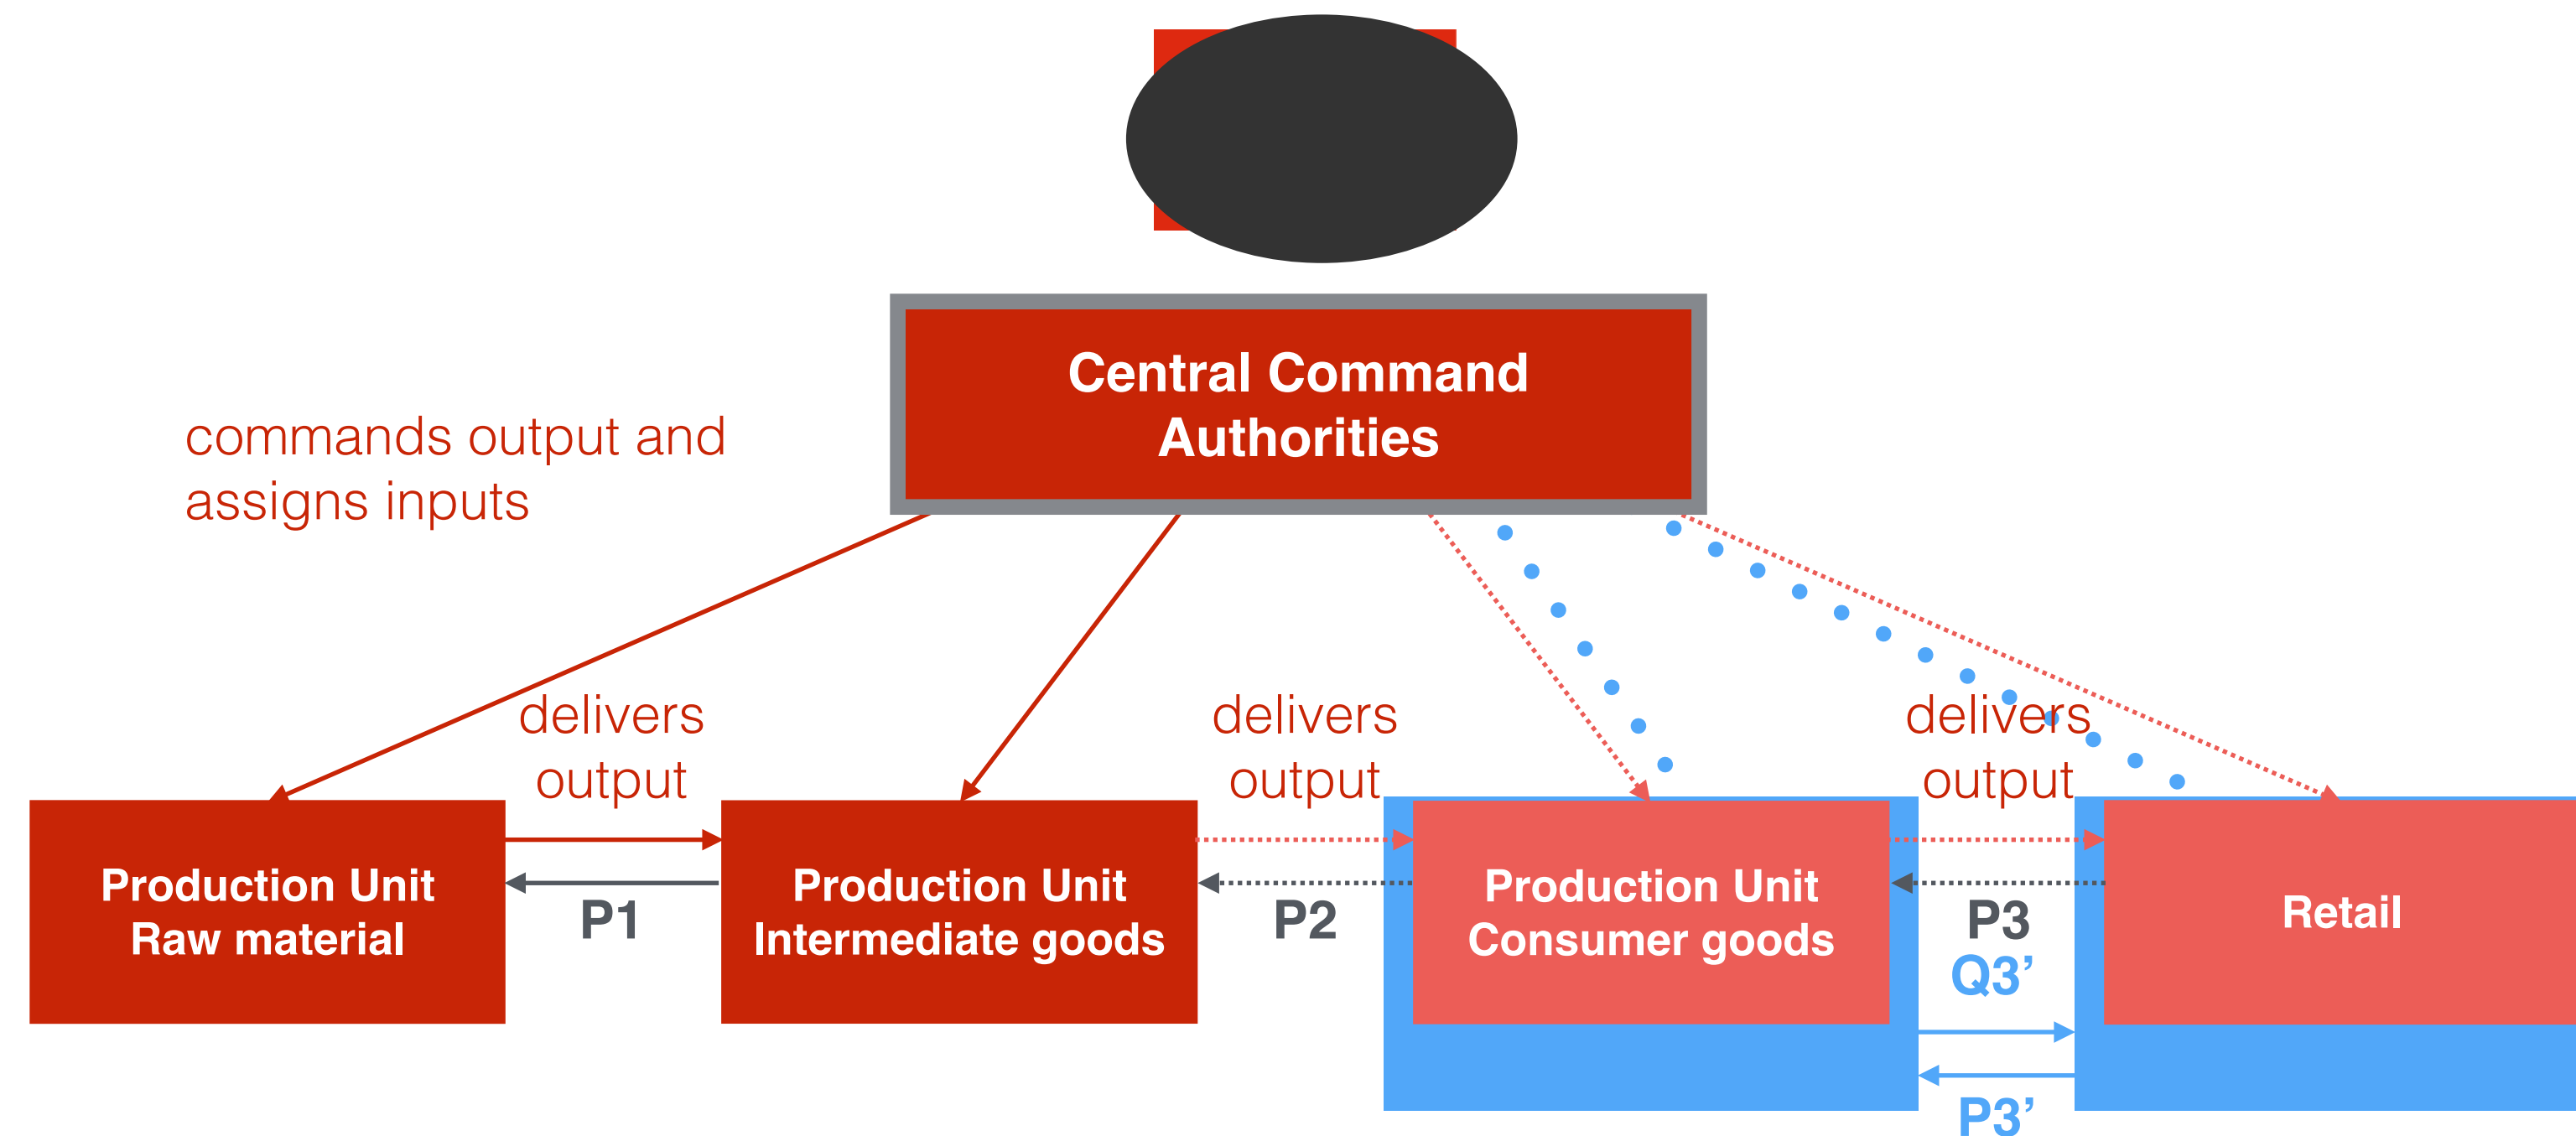 Central Command
Authorities
commands output and
assigns inputs
delivers
output
delivers
output
delivers
output
Production Unit
Raw material
P1
Production Unit
Intermediate goods
P2
Production Unit
Consumer goods
P3
Q3’
P3’
Retail